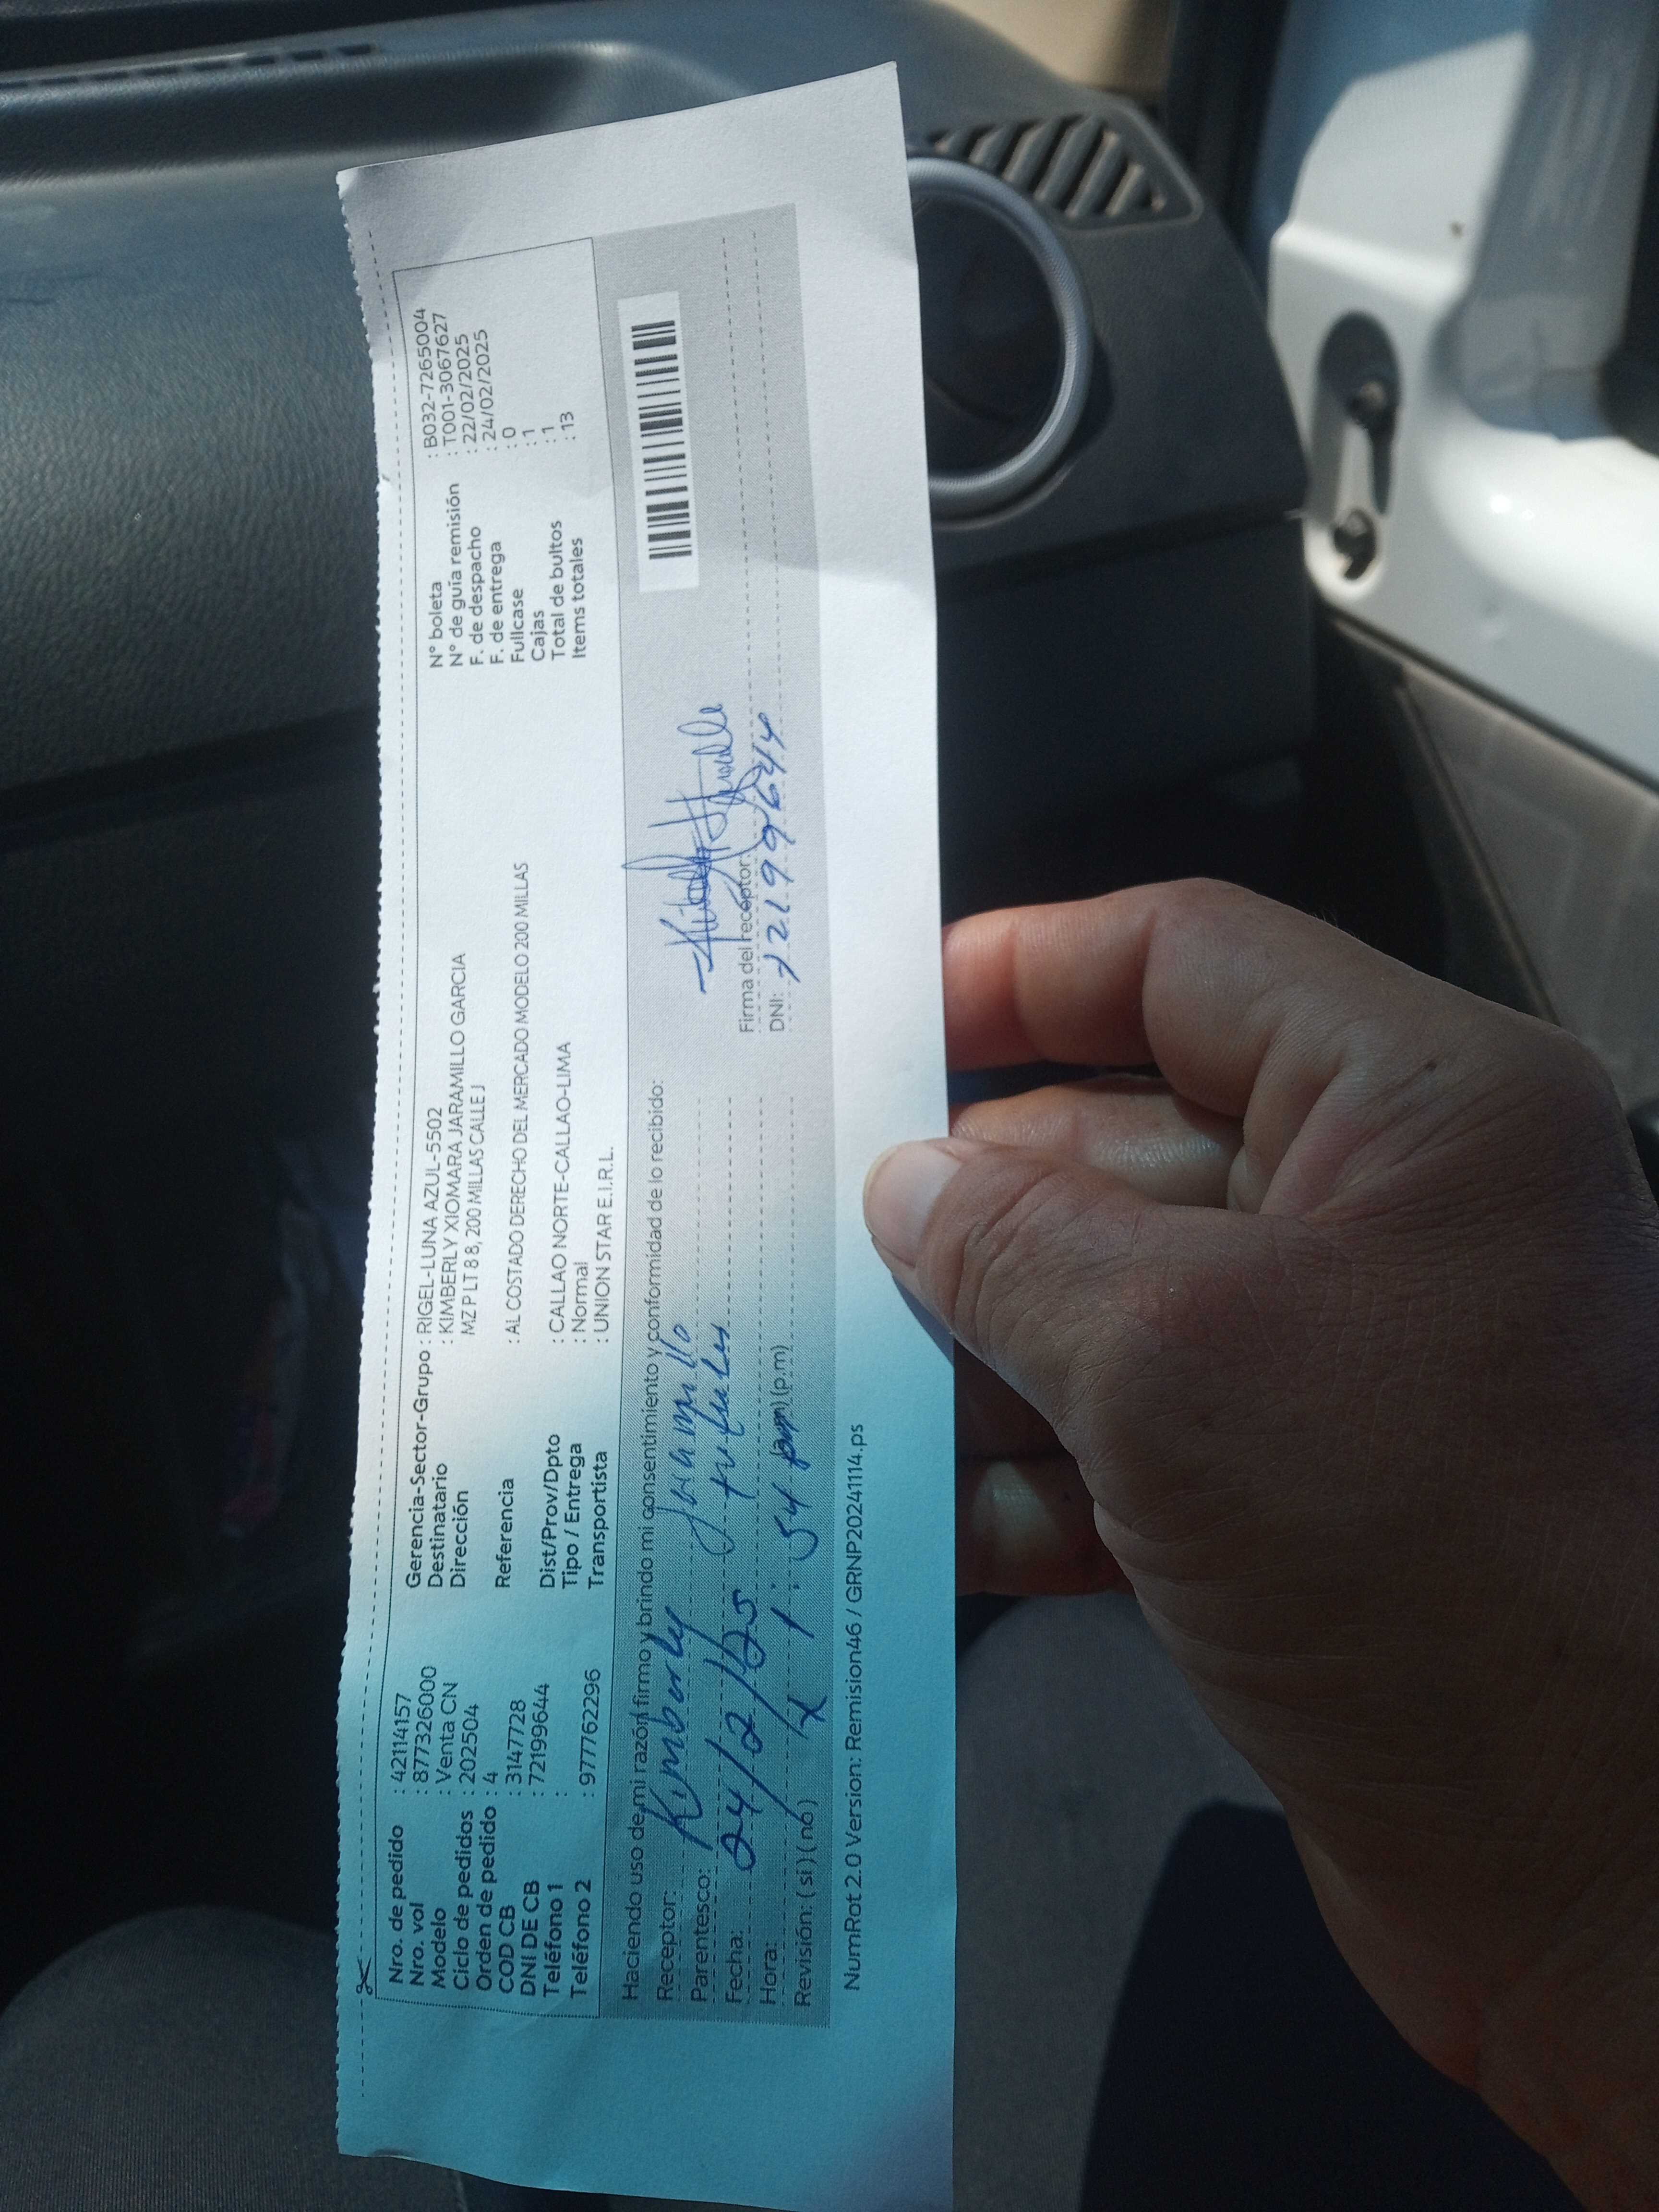 Nro. de pedido : 42114157
Nro. vol : 877326000
Modelo : Venta CN
Ciclo de pedidos : 202504
Orden de pedido : 4
COD CB : 3147728
DNI DE CB : 72199644
Teléfono 1 :
Teléfono 2 : 977762296
Gerencia-Sector-Grupo : RIGEL-LUNA AZUL-5502
Destinatario : KIMBERLY XIOMARA JARAMILLO GARCIA
Dirección MZ P LT 8 8, 200 MILLAS CALLE J
Referencia : AL COSTADO DERECHO DEL MERCADO MODELO 200 MILLAS
Dist/Prov/Dpto : CALLAO NORTE-CALLAO-LIMA
Tipo / Entrega : Normal
Transportista : UNION STAR E.I.R.L.
N° boleta : B032-7265004
N° de guía remisión : T001-3067627
F. de despacho : 22/02/2025
F. de entrega : 24/02/2025
Fullcase : 0
Cajas : 1
Total de bultos : 1
Items totales : 13
Haciendo uso de mi razón firmo y brindo mi consentimiento y conformidad de lo recibido:
Receptor: Kimberly Jaramillo
Parentesco:
Fecha: 24/2/25
Hora: 1:54 (p.m)
Revisión: ( si ) ( no ) X
Firma del receptor:
DNI: 72199644
NumRot 2.0 Version: Remision46 / GRNP20241114.ps